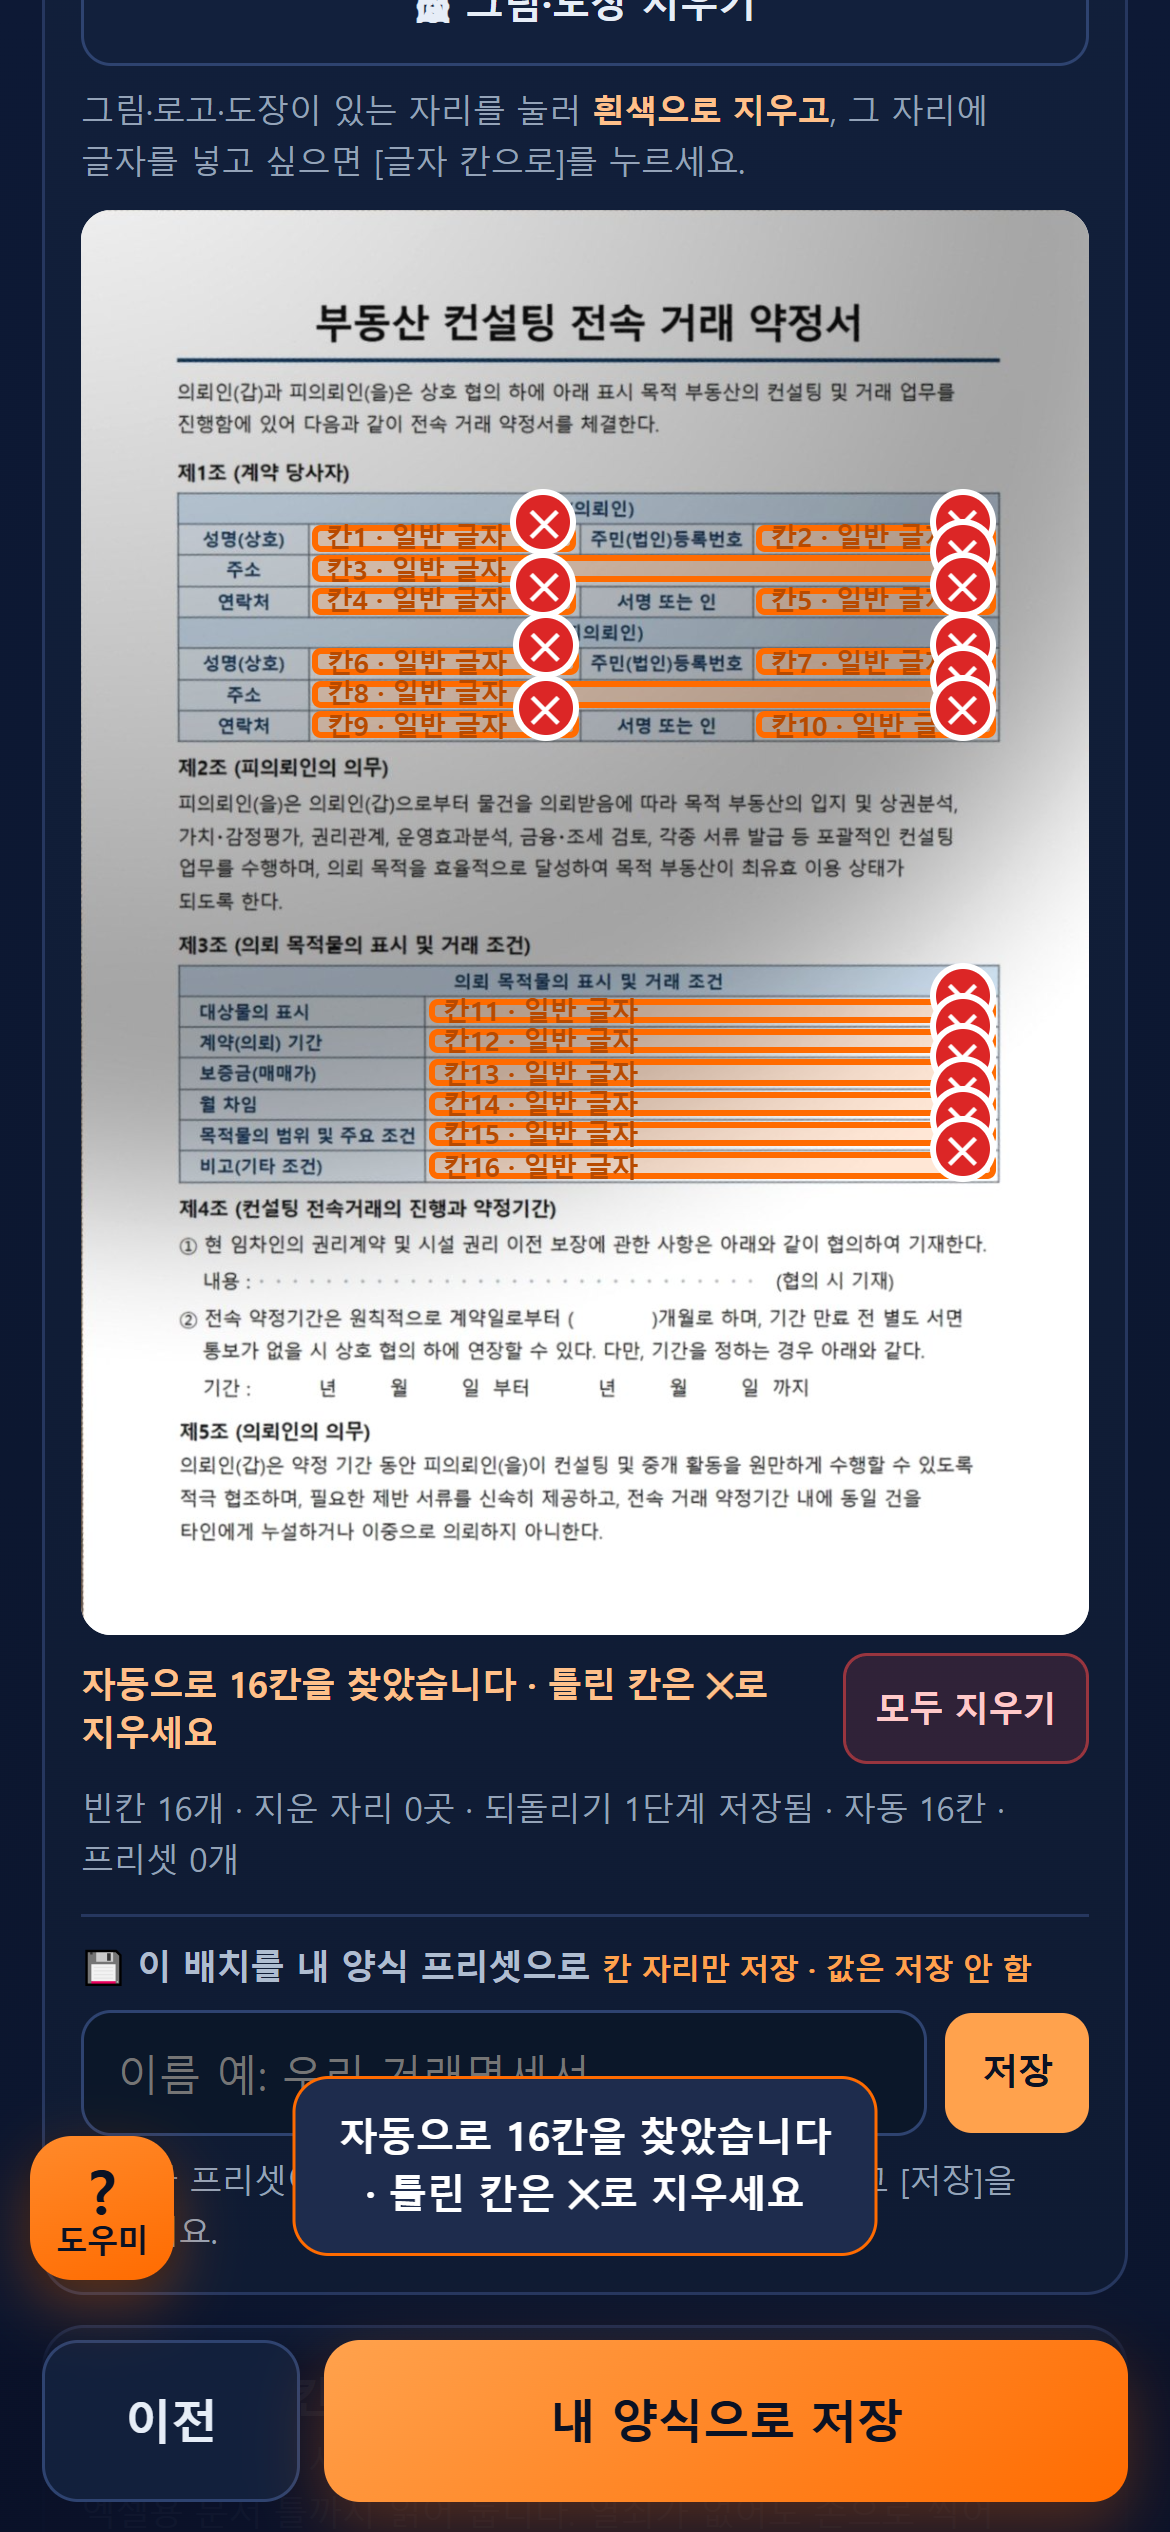 그림·도장 지우기
그림·로고·도장이 있는 자리를 눌러 흰색으로 지우고, 그 자리에
글자를 넣고 싶으면 [글자 칸으로]를 누르세요.
부동산 컨설팅 전속 거래 약정서
의뢰인(갑)과 피의뢰인(을)은 상호 협의 하에 아래 표시 목적 부동산의 컨설팅 및 거래 업무를
진행함에 있어 다음과 같이 전속 거래 약정서를 체결한다.
제1조 (계약 당사자)
의뢰인)
성명(상호) 칸1 · 일반 글자 주민(법인)등록번호 칸2 · 일반
주소 칸3 · 일반 글자
연락처 칸4 · 일반 글자 서명 또는 인 칸5 · 일반
의뢰인)
성명(상호) 칸6 · 일반 글자 주민(법인)등록번호 칸7 · 일반
주소 칸8 · 일반 글자
연락처 칸9 · 일반 글자 서명 또는 인 칸10 · 일반
제2조 (피의뢰인의 의무)
피의뢰인(을)은 의뢰인(갑)으로부터 물건을 의뢰받음에 따라 목적 부동산의 입지 및 상권분석,
가치·감정평가, 권리관계, 운영효과분석, 금융·조세 검토, 각종 서류 발급 등 포괄적인 컨설팅
업무를 수행하며, 의뢰 목적을 효율적으로 달성하여 목적 부동산이 최유효 이용 상태가
되도록 한다.
제3조 (의뢰 목적물의 표시 및 거래 조건)
의뢰 목적물의 표시 및 거래 조건
대상물의 표시 칸11 · 일반 글자
계약(의뢰) 기간 칸12 · 일반 글자
보증금(매매가) 칸13 · 일반 글자
월 차임 칸14 · 일반 글자
목적물의 범위 및 주요 조건 칸15 · 일반 글자
비고(기타 조건) 칸16 · 일반 글자
제4조 (컨설팅 전속거래의 진행과 약정기간)
① 현 임차인의 권리계약 및 시설 권리 이전 보장에 관한 사항은 아래와 같이 협의하여 기재한다.
내용 : · · · · · · · · · · · · · · · · · · · · · · · · · · · · · · · (협의 시 기재)
② 전속 약정기간은 원칙적으로 계약일로부터 ( )개월로 하며, 기간 만료 전 별도 서면
통보가 없을 시 상호 협의 하에 연장할 수 있다. 다만, 기간을 정하는 경우 아래와 같다.
기간 : 년 월 일 부터 년 월 일 까지
제5조 (의뢰인의 의무)
의뢰인(갑)은 약정 기간 동안 피의뢰인(을)이 컨설팅 및 중개 활동을 원만하게 수행할 수 있도록
적극 협조하며, 필요한 제반 서류를 신속히 제공하고, 전속 거래 약정기간 내에 동일 건을
타인에게 누설하거나 이중으로 의뢰하지 아니한다.
자동으로 16칸을 찾았습니다 · 틀린 칸은 ✕로
지우세요
모두 지우기
빈칸 16개 · 지운 자리 0곳 · 되돌리기 1단계 저장됨 · 자동 16칸 ·
프리셋 0개
💾 이 배치를 내 양식 프리셋으로 칸 자리만 저장 · 값은 저장 안 함
이름 예: 우리 거래명세서
저장
자동으로 16칸을 찾았습니다
· 틀린 칸은 ✕로 지우세요
프리셋 [저장]을
요.
?
도우미
이전
내 양식으로 저장